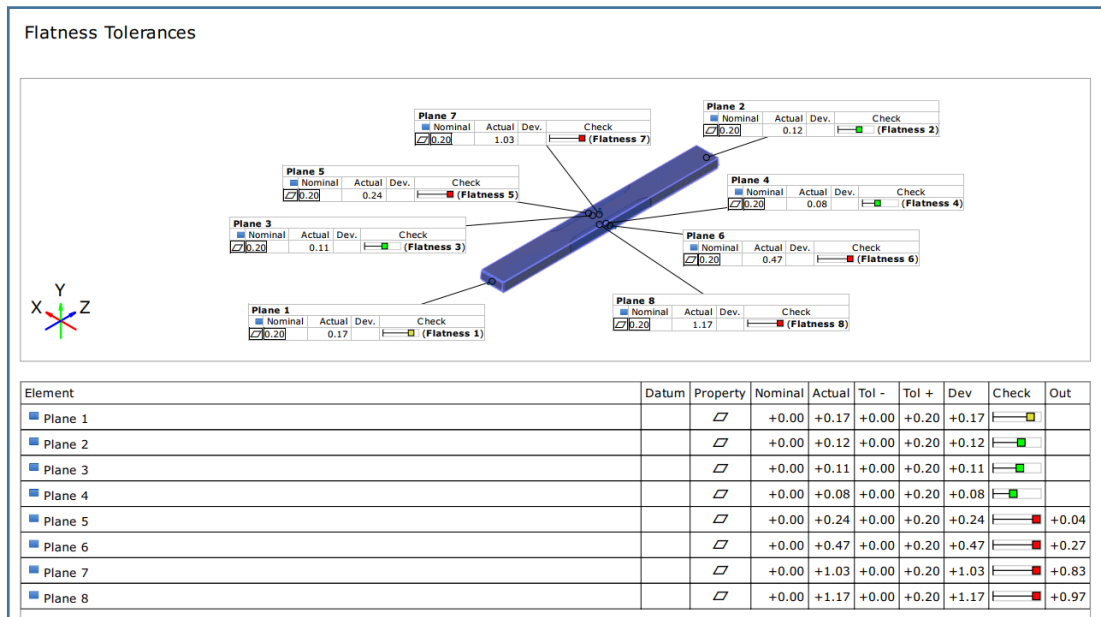 Flatness Tolerances
Plane 7
Nominal Actual Dev. Check
0.20 1.03 (Flatness 7)
Plane 2
Nominal Actual Dev. Check
0.20 0.12 (Flatness 2)
Plane 5
Nominal Actual Dev. Check
0.20 0.24 (Flatness 5)
Plane 4
Nominal Actual Dev. Check
0.20 0.08 (Flatness 4)
Plane 3
Nominal Actual Dev. Check
0.20 0.11 (Flatness 3)
Plane 6
Nominal Actual Dev. Check
0.20 0.47 (Flatness 6)
Plane 1
Nominal Actual Dev. Check
0.20 0.17 (Flatness 1)
Plane 8
Nominal Actual Dev. Check
0.20 1.17 (Flatness 8)
Y
X Z
Element Datum Property Nominal Actual Tol - Tol + Dev Check Out
Plane 1 +0.00 +0.17 +0.00 +0.20 +0.17
Plane 2 +0.00 +0.12 +0.00 +0.20 +0.12
Plane 3 +0.00 +0.11 +0.00 +0.20 +0.11
Plane 4 +0.00 +0.08 +0.00 +0.20 +0.08
Plane 5 +0.00 +0.24 +0.00 +0.20 +0.24 +0.04
Plane 6 +0.00 +0.47 +0.00 +0.20 +0.47 +0.27
Plane 7 +0.00 +1.03 +0.00 +0.20 +1.03 +0.83
Plane 8 +0.00 +1.17 +0.00 +0.20 +1.17 +0.97